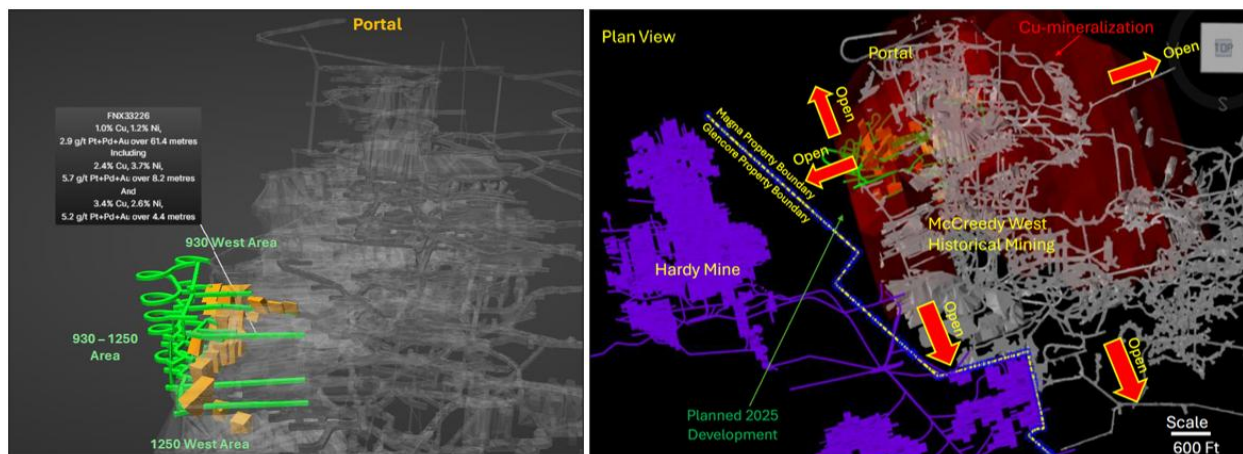 Portal
FNX33226
1.0% Cu, 1.2% Ni,
2.9 g/t Pt+Pd+Au over 61.4 metres
Including
2.4% Cu, 3.7% Ni,
5.7 g/t Pt+Pd+Au over 8.2 metres
And
3.4% Cu, 2.6% Ni,
5.2 g/t Pt+Pd+Au over 4.4 metres
930 West Area
930 – 1250
Area
1250 West Area
Plan View
Cu-mineralization
Portal
Open
TOP
S
Open
Open
Magna Property Boundary
Glencore Property Boundary
McCreedy West
Historical Mining
Hardy Mine
Open
Open
Planned 2025
Development
Scale
600 Ft